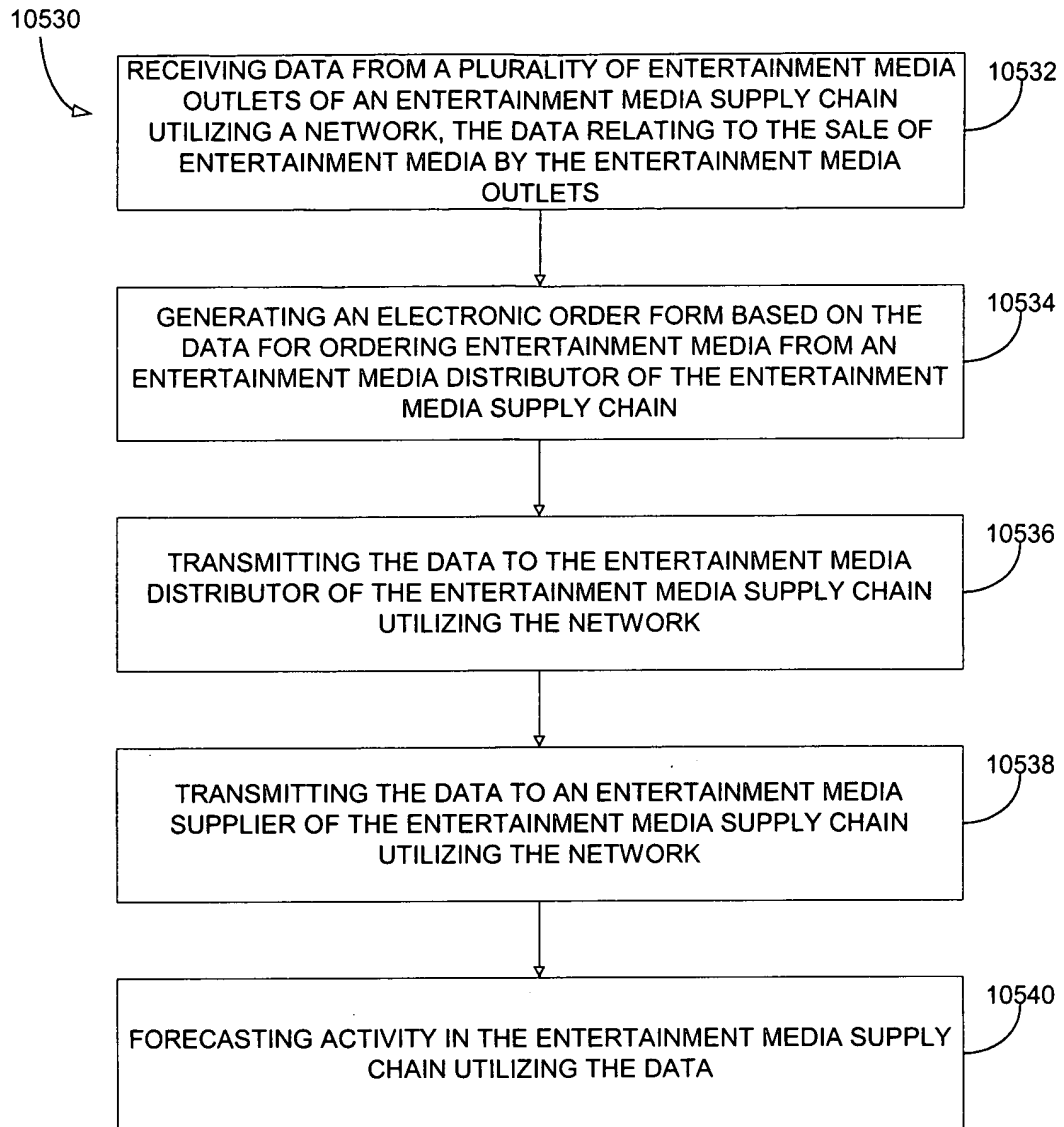 10530
RECEIVING DATA FROM A PLURALITY OF ENTERTAINMENT MEDIA
OUTLETS OF AN ENTERTAINMENT MEDIA SUPPLY CHAIN
UTILIZING A NETWORK, THE DATA RELATING TO THE SALE OF
ENTERTAINMENT MEDIA BY THE ENTERTAINMENT MEDIA
OUTLETS
10532
GENERATING AN ELECTRONIC ORDER FORM BASED ON THE
DATA FOR ORDERING ENTERTAINMENT MEDIA FROM AN
ENTERTAINMENT MEDIA DISTRIBUTOR OF THE ENTERTAINMENT
MEDIA SUPPLY CHAIN
10534
TRANSMITTING THE DATA TO THE ENTERTAINMENT MEDIA
DISTRIBUTOR OF THE ENTERTAINMENT MEDIA SUPPLY CHAIN
UTILIZING THE NETWORK
10536
TRANSMITTING THE DATA TO AN ENTERTAINMENT MEDIA
SUPPLIER OF THE ENTERTAINMENT MEDIA SUPPLY CHAIN
UTILIZING THE NETWORK
10538
FORECASTING ACTIVITY IN THE ENTERTAINMENT MEDIA SUPPLY
CHAIN UTILIZING THE DATA
10540